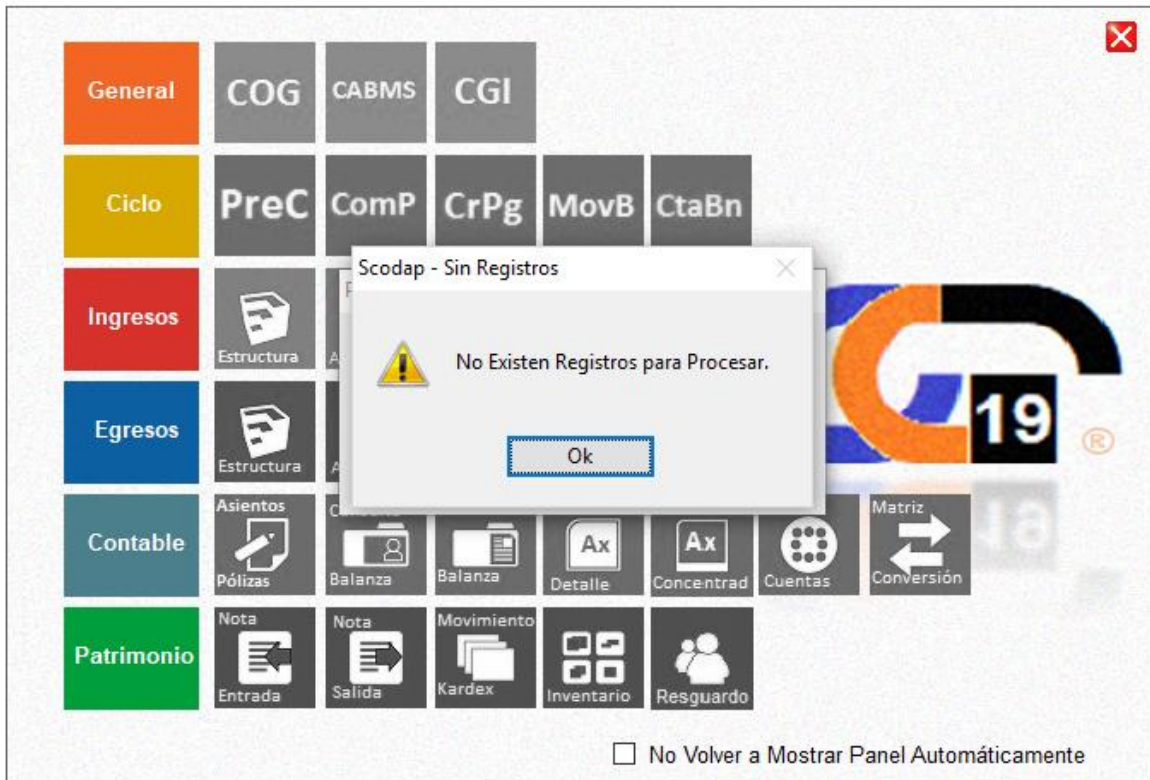 General
COG
CABMS
CGI
Ciclo
PreC
ComP
CrPg
MovB
CtaBn
Scodap - Sin Registros
No Existen Registros para Procesar.
Ok
Ingresos
Estructura
Egresos
Estructura
19
®
Contable
Asientos
Pólizas
Balanza
Balanza
Ax
Detalle
Ax
Concentrad
Cuentas
Matriz
Conversión
Patrimonio
Nota
Entrada
Nota
Salida
Movimiento
Kardex
Inventario
Resguardo
No Volver a Mostrar Panel Automáticamente